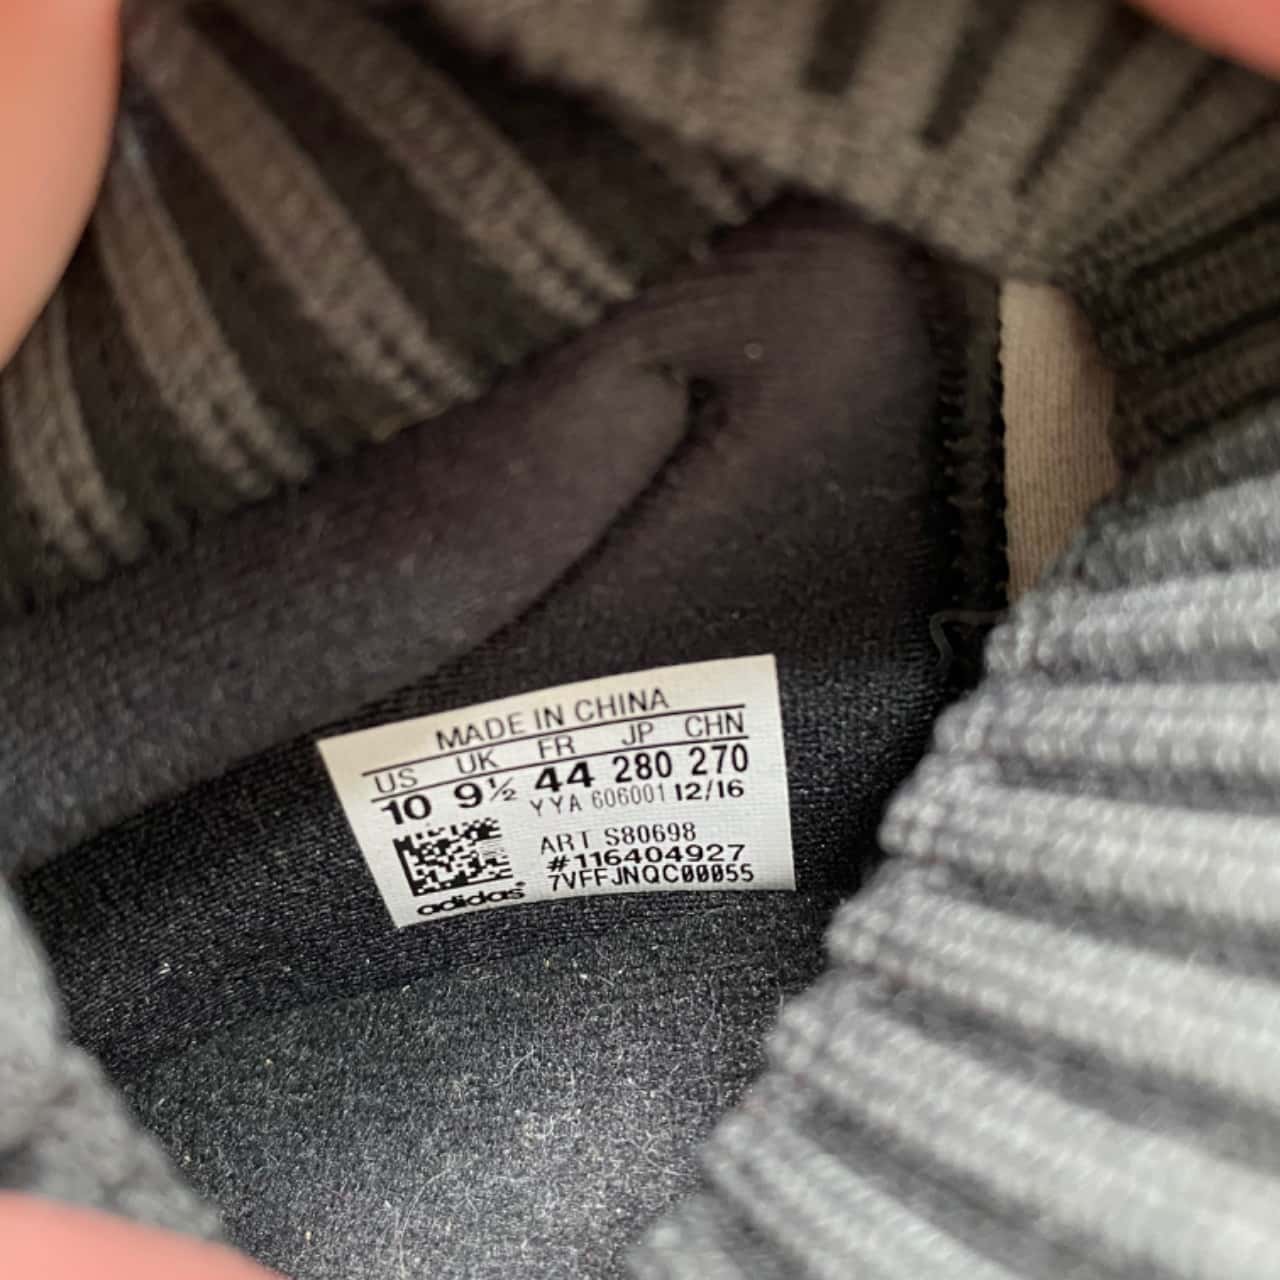 MADE IN CHINA
US UK FR JP CHN
10 9½ 44 280 270
YYA 606001 12/16
ART S80698
#116404927
7VFFJNQC00055
adidas